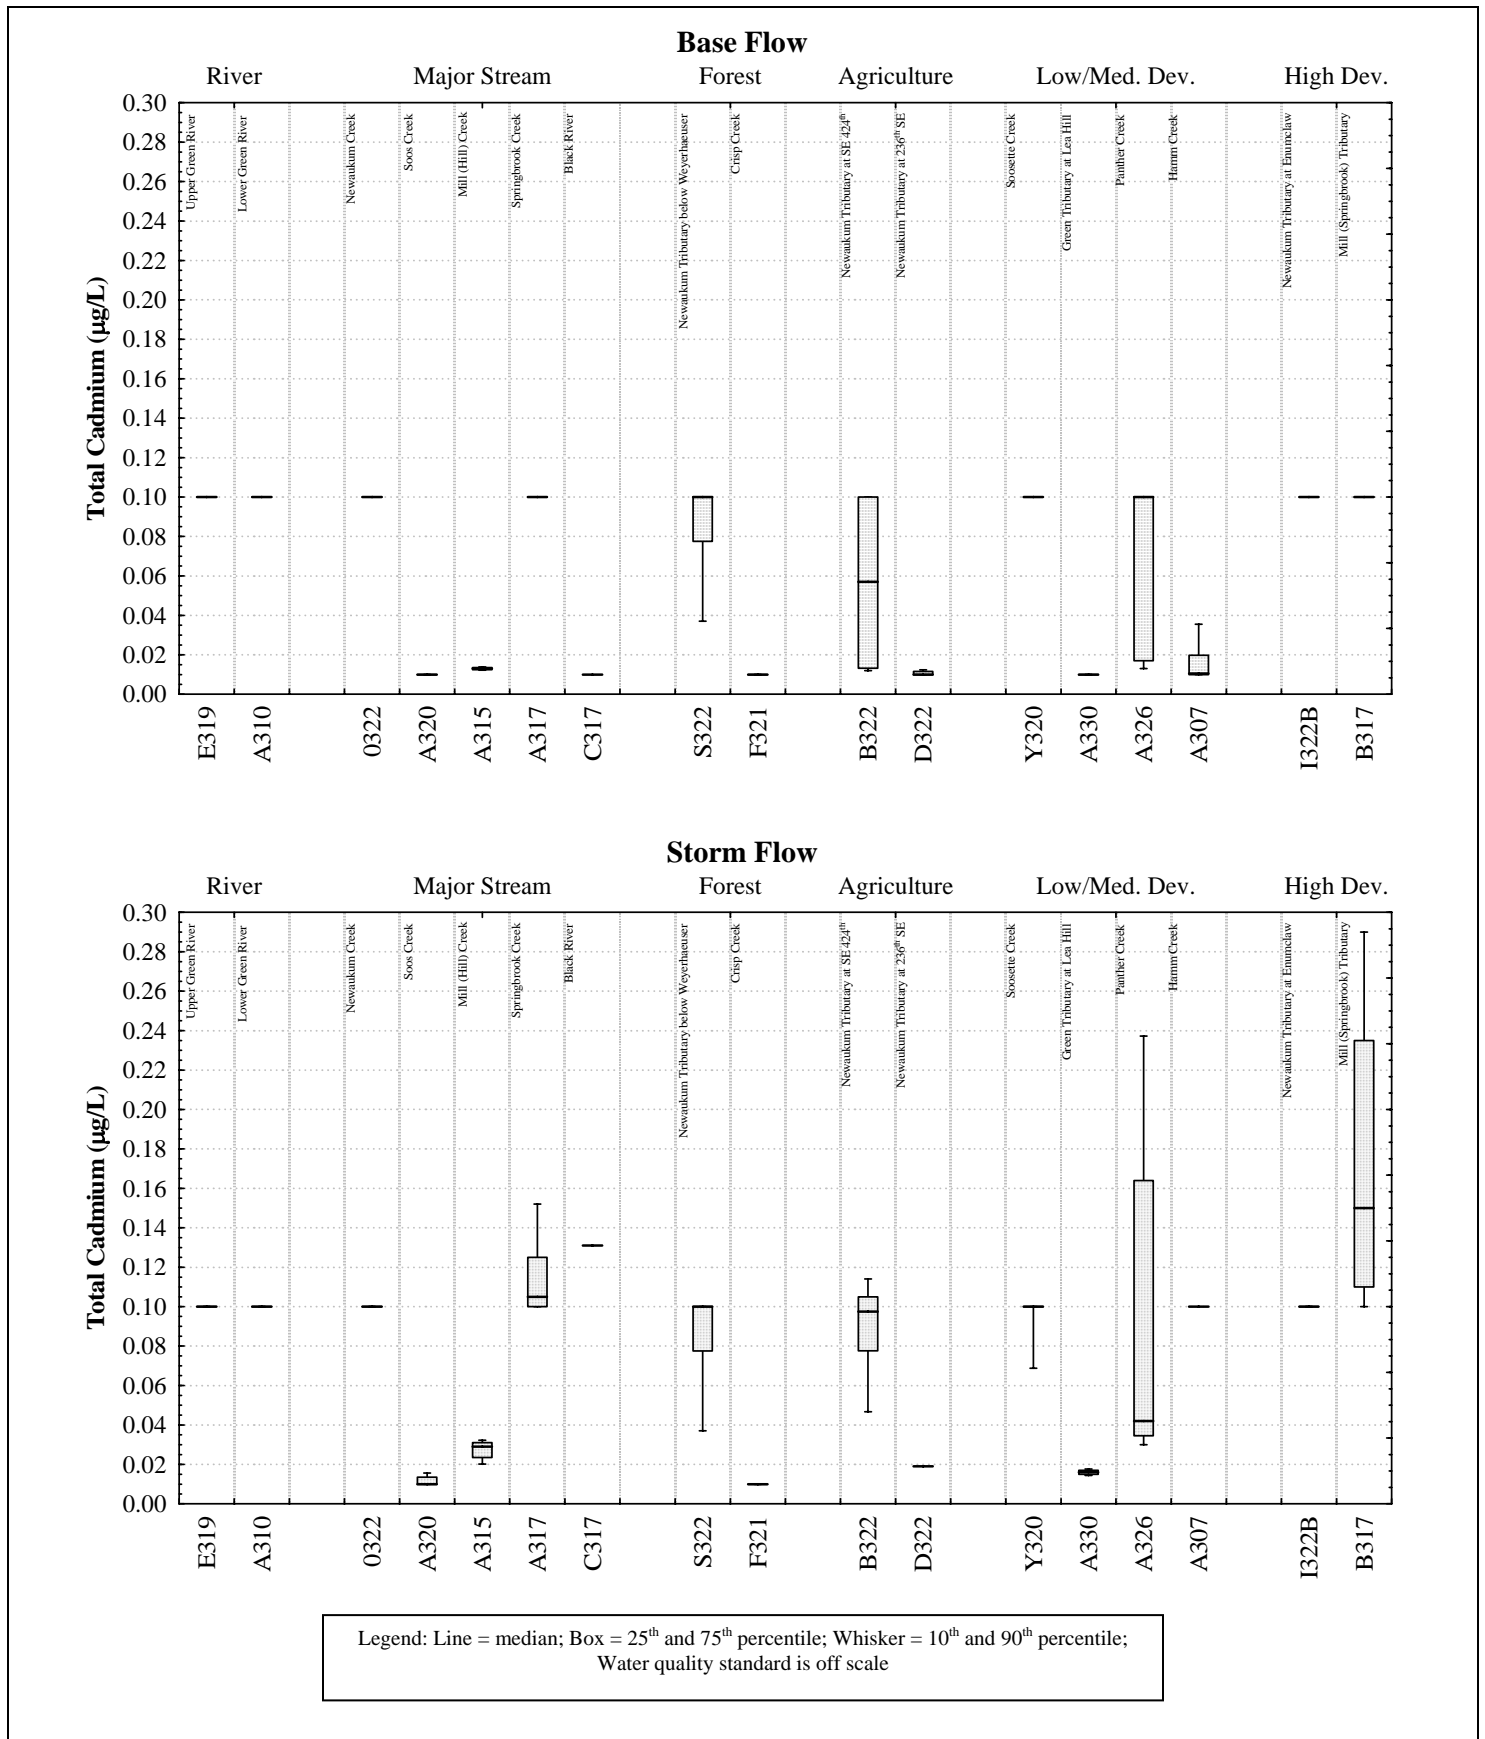 Base Flow
River Major Stream Forest Agriculture Low/Med. Dev. High Dev.
Total Cadmium (µg/L)
0.30
0.28
0.26
0.24
0.22
0.20
0.18
0.16
0.14
0.12
0.10
0.08
0.06
0.04
0.02
0.00
Upper Green River
Lower Green River
Newaukum Creek
Soos Creek
Mill (Hill) Creek
Springbrook Creek
Black River
Newaukum Tributary below Weyerhaeuser
Crisp Creek
Newaukum Tributary at SE 424th
Newaukum Tributary at 236th SE
Soosette Creek
Green Tributary at Lea Hill
Panther Creek
Hamm Creek
Newaukum Tributary at Enumclaw
Mill (Springbrook) Tributary
E319 A310 0322 A320 A315 A317 C317 S322 F321 B322 D322 Y320 A330 A326 A307 I322B B317
Storm Flow
River Major Stream Forest Agriculture Low/Med. Dev. High Dev.
Total Cadmium (µg/L)
0.30
0.28
0.26
0.24
0.22
0.20
0.18
0.16
0.14
0.12
0.10
0.08
0.06
0.04
0.02
0.00
Upper Green River
Lower Green River
Newaukum Creek
Soos Creek
Mill (Hill) Creek
Springbrook Creek
Black River
Newaukum Tributary below Weyerhaeuser
Crisp Creek
Newaukum Tributary at SE 424th
Newaukum Tributary at 236th SE
Soosette Creek
Green Tributary at Lea Hill
Panther Creek
Hamm Creek
Newaukum Tributary at Enumclaw
Mill (Springbrook) Tributary
E319 A310 0322 A320 A315 A317 C317 S322 F321 B322 D322 Y320 A330 A326 A307 I322B B317
Legend: Line = median; Box = 25th and 75th percentile; Whisker = 10th and 90th percentile;
Water quality standard is off scale